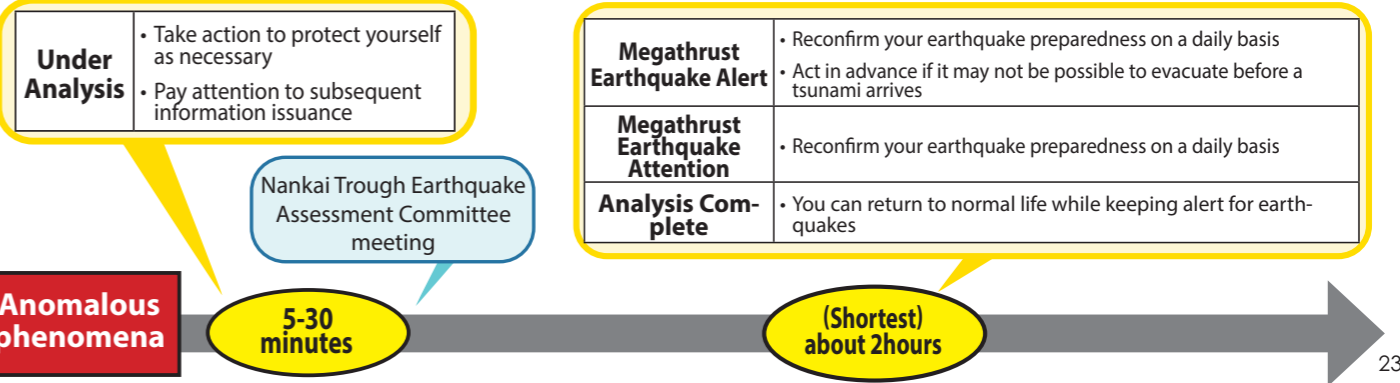 Under
Analysis
• Take action to protect yourself
as necessary
• Pay attention to subsequent
information issuance
Nankai Trough Earthquake
Assessment Committee
meeting
Megathrust
Earthquake Alert
• Reconfirm your earthquake preparedness on a daily basis
• Act in advance if it may not be possible to evacuate before a
tsunami arrives
Megathrust
Earthquake
Attention
• Reconfirm your earthquake preparedness on a daily basis
Analysis Com-
plete
• You can return to normal life while keeping alert for earth-
quakes
Anomalous
phenomena
5-30
minutes
(Shortest)
about 2hours
23